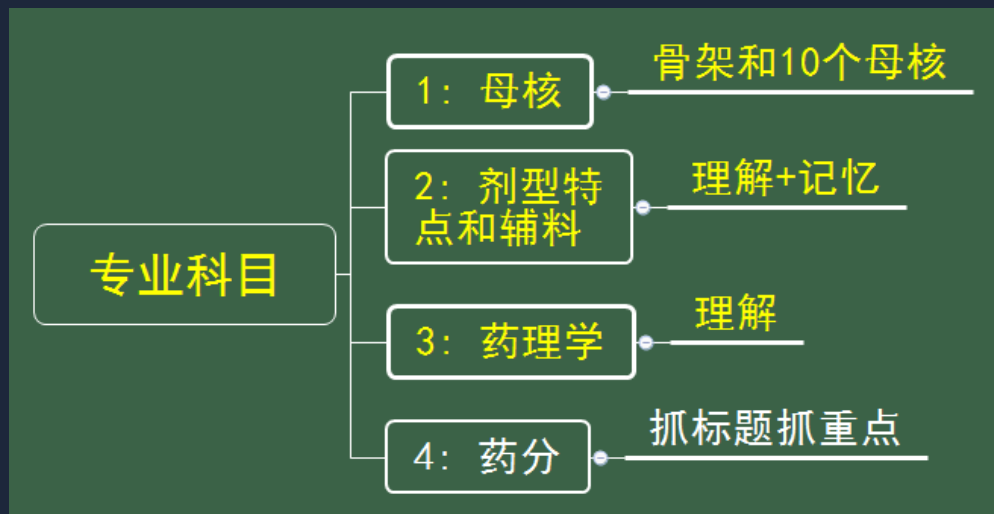 专业科目
1: 母核
骨架和10个母核
2: 剂型特
点和辅料
理解+记忆
3: 药理学
理解
4: 药分
抓标题抓重点